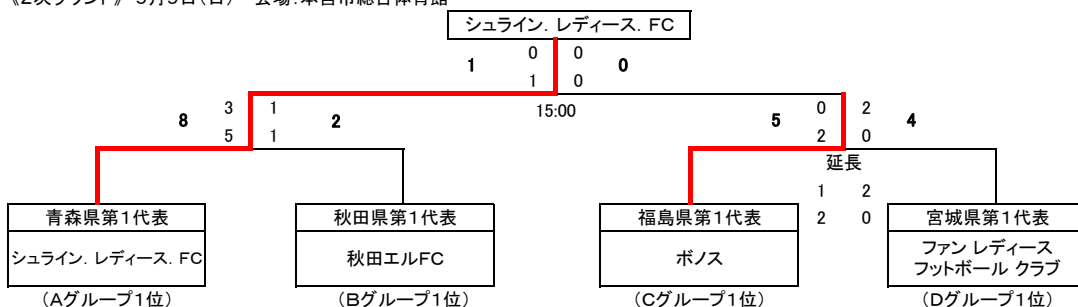 シュライン. レディース. FC
0 0
1 0
1 0
15:00
3 1
8 2
5 1
0 2
5 4
2 0
延長
1 2
2 0
青森県第1代表 秋田県第1代表 福島県第1代表 宮城県第1代表
シュライン. レディース. FC 秋田エルFC ボノス ファン レディース
フットボール クラブ
(Aグループ1位) (Bグループ1位) (Cグループ1位) (Dグループ1位)